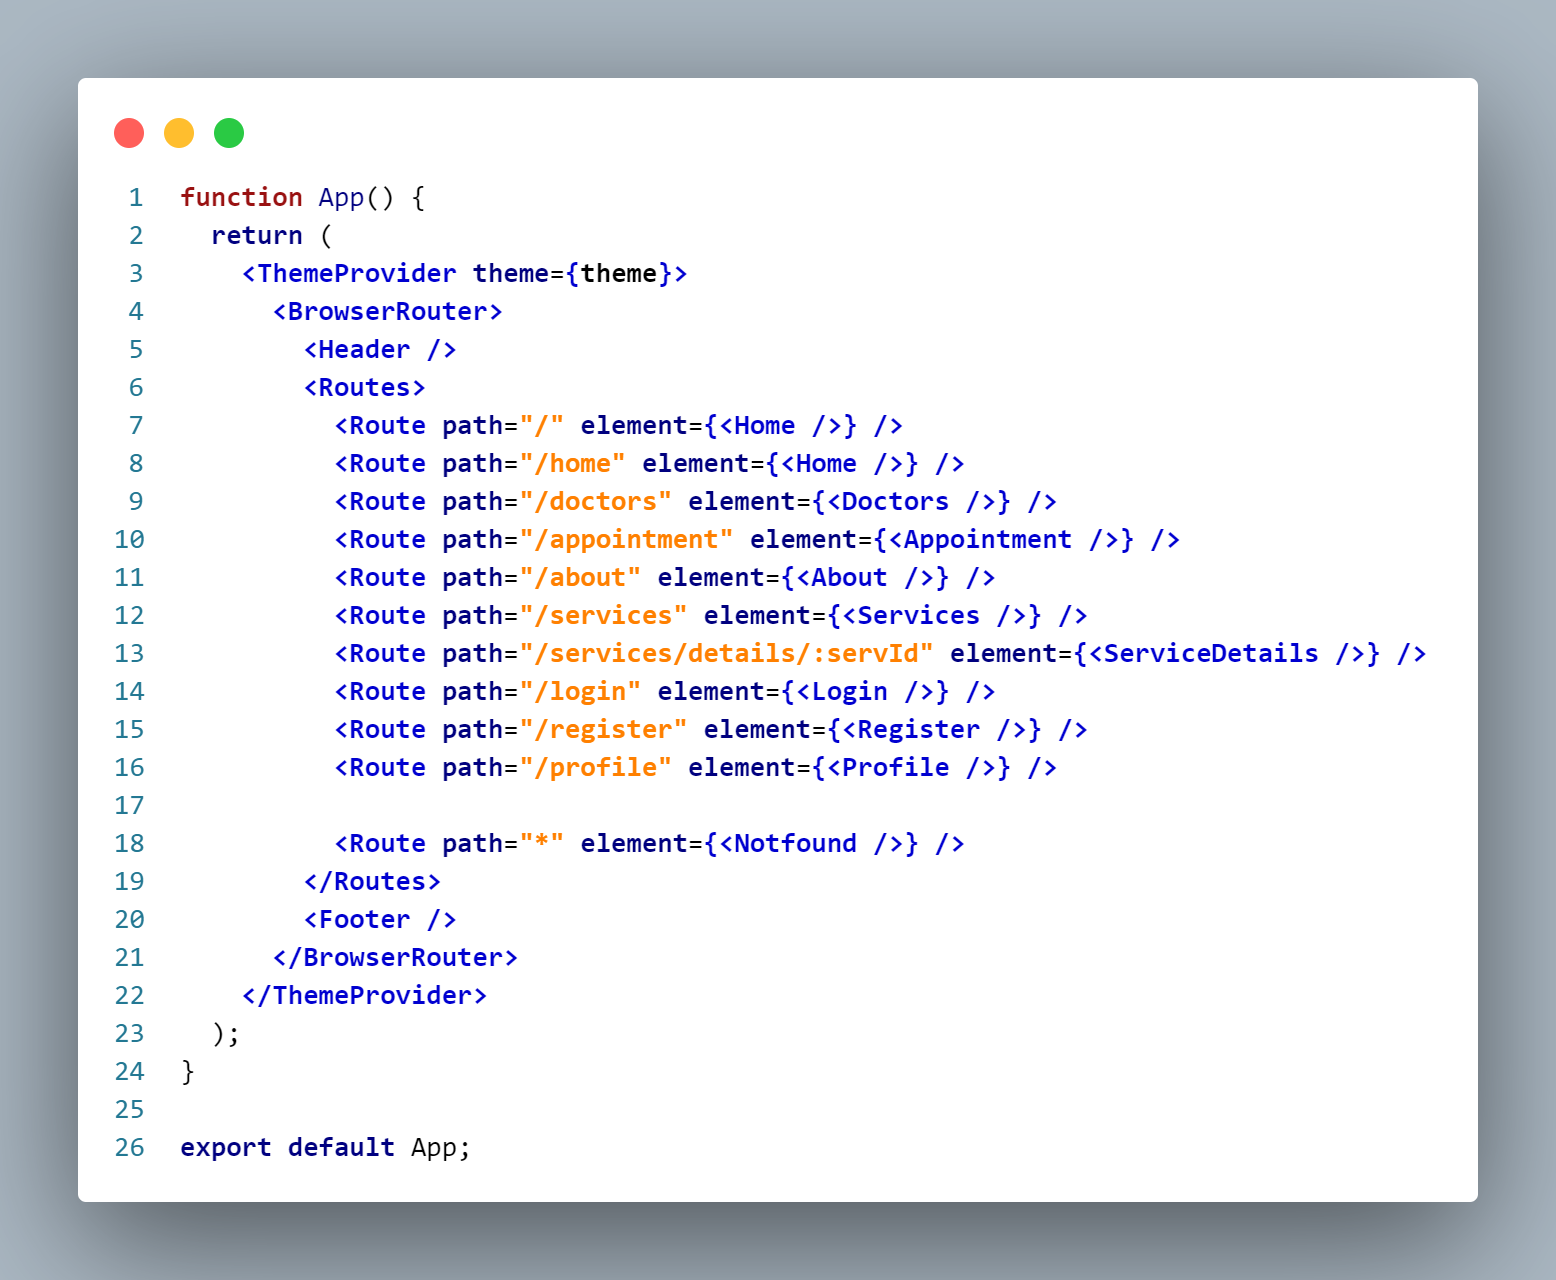 1 function App() {
2   return (
3     <ThemeProvider theme={theme}>
4       <BrowserRouter>
5         <Header />
6         <Routes>
7           <Route path="/" element={<Home />} />
8           <Route path="/home" element={<Home />} />
9           <Route path="/doctors" element={<Doctors />} />
10           <Route path="/appointment" element={<Appointment />} />
11           <Route path="/about" element={<About />} />
12           <Route path="/services" element={<Services />} />
13           <Route path="/services/details/:servId" element={<ServiceDetails />} />
14           <Route path="/login" element={<Login />} />
15           <Route path="/register" element={<Register />} />
16           <Route path="/profile" element={<Profile />} />
17
18           <Route path="*" element={<Notfound />} />
19         </Routes>
20         <Footer />
21       </BrowserRouter>
22     </ThemeProvider>
23   );
24 }
25
26 export default App;